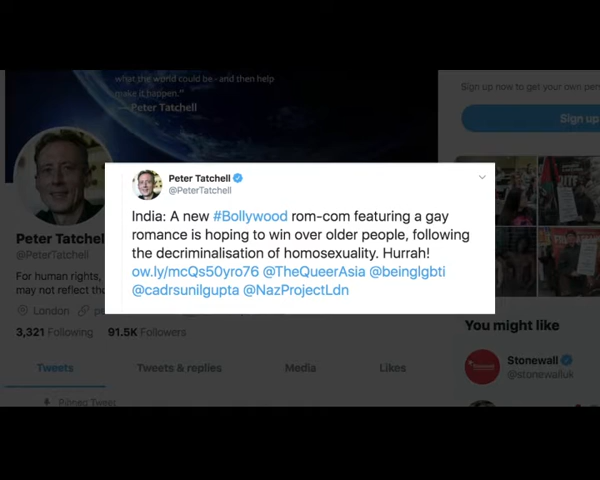 what the world could be - and then help
make it happen."
— Peter Tatchell
Sign up now to get your own
Sign up
Peter Tatchell
@PeterTatchell
India: A new #Bollywood rom-com featuring a gay
romance is hoping to win over older people, following
the decriminalisation of homosexuality. Hurrah!
ow.ly/mcQs50yro76 @TheQueerAsia @beinglgbti
@cadrsunilgupta @NazProjectLdn
Peter Tatchell
@PeterTatchell
For human rights,
may not reflect
London
3,321 Following 91.5K Followers
Tweets Tweets & replies Media Likes
Pinned Tweet
You might like
Stonewall
@stonewalluk